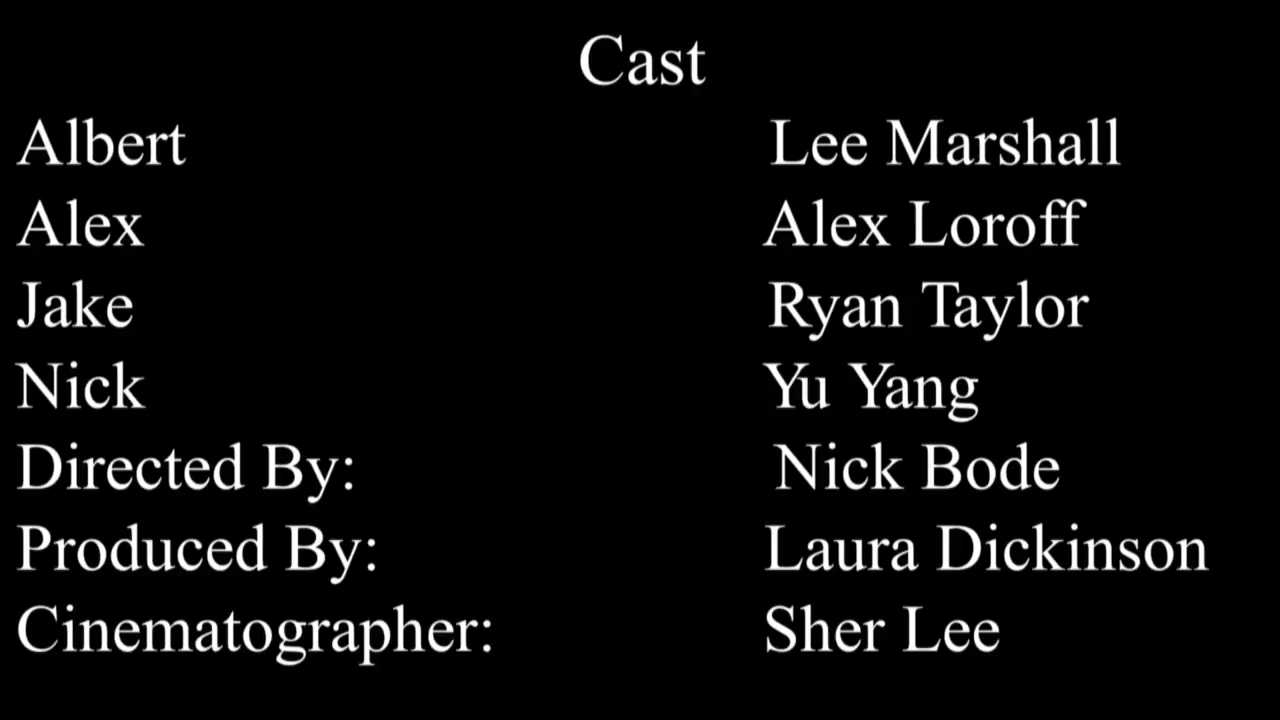 Cast
Albert Lee Marshall
Alex Alex Loroff
Jake Ryan Taylor
Nick Yu Yang
Directed By: Nick Bode
Produced By: Laura Dickinson
Cinematographer: Sher Lee